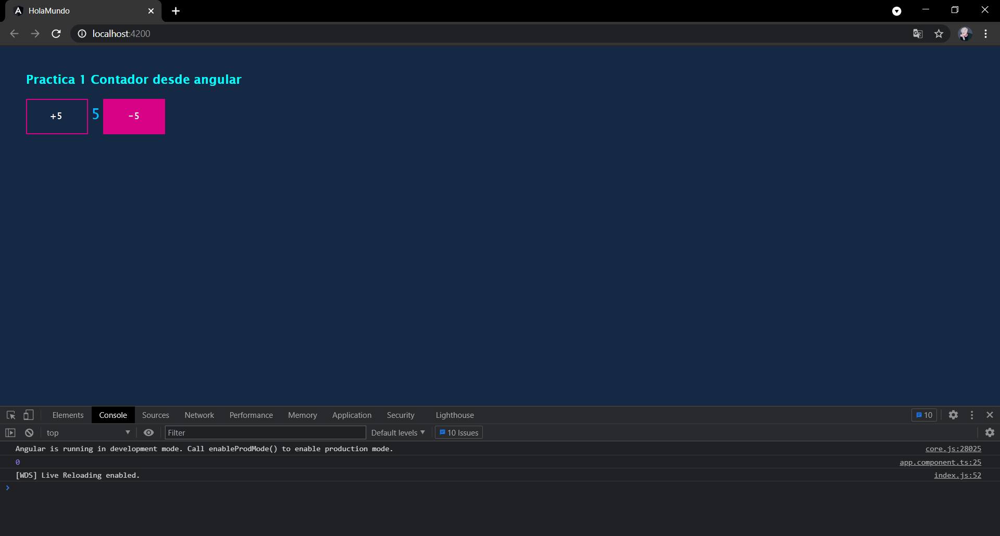 HolaMundo
localhost:4200
Practica 1 Contador desde angular
+5 5 -5
Elements Console Sources Network Performance Memory Application Security Lighthouse 10
top Filter Default levels 10 Issues
Angular is running in development mode. Call enableProdMode() to enable production mode. core.js:28025
0 app.component.ts:25
[WDS] Live Reloading enabled. index.js:52